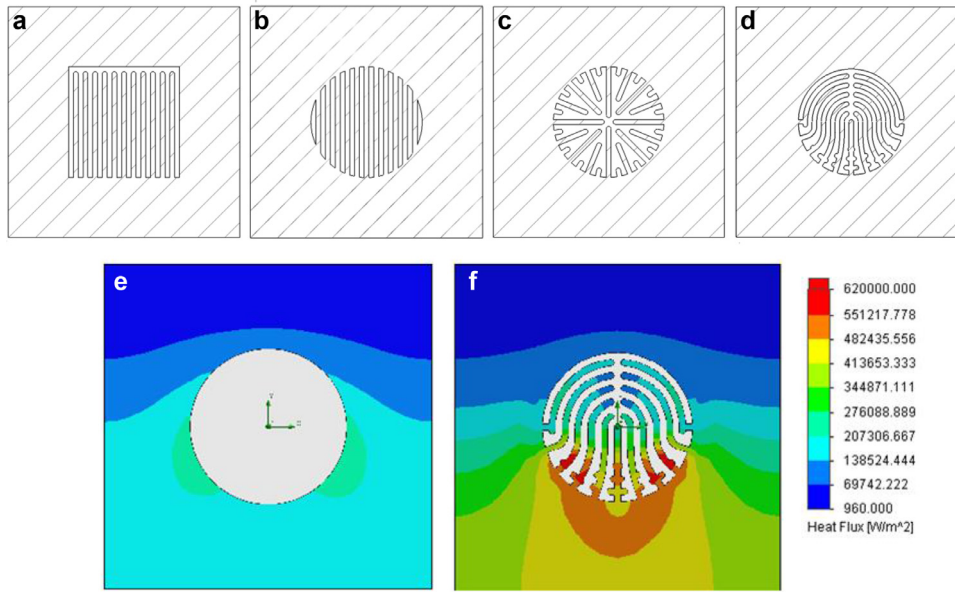 a
b
c
d
e
f
Y
620000.000
551217.778
482435.556
413653.333
344871.111
276088.889
207306.667
138524.444
69742.222
960.000
Heat Flux [W/m^2]